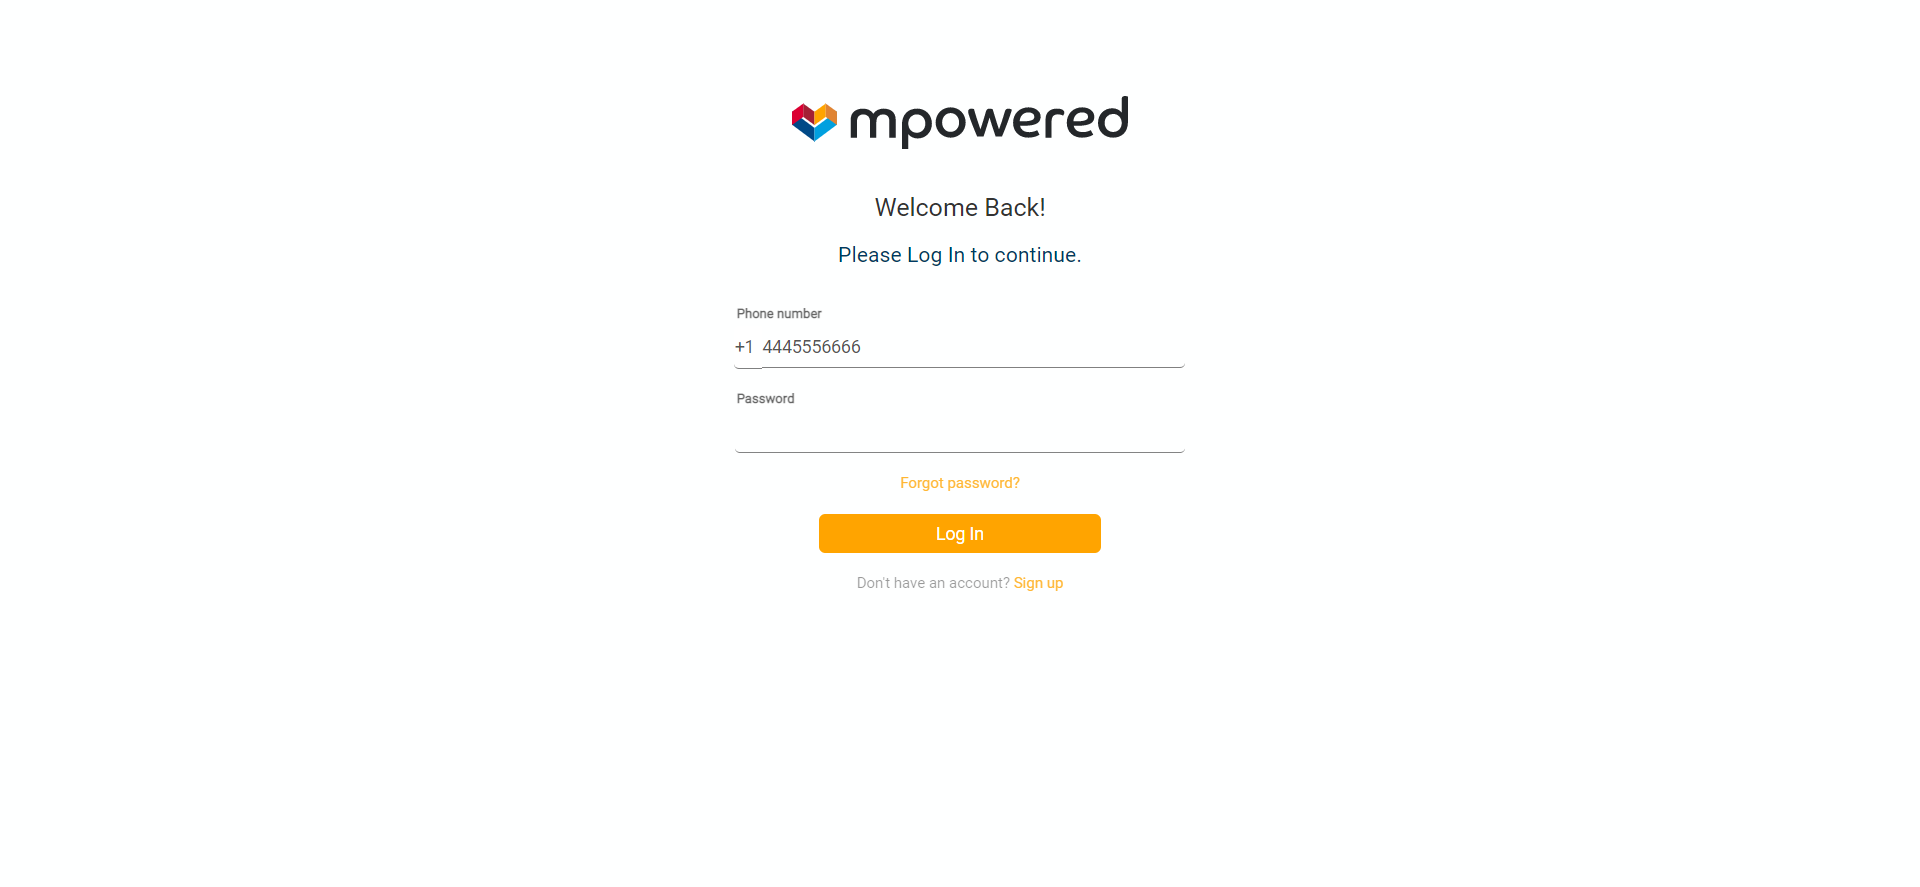 mpowered
Welcome Back!
Please Log In to continue.
Phone number
+1 4445556666
Password
Forgot password?
Log In
Don't have an account? Sign up